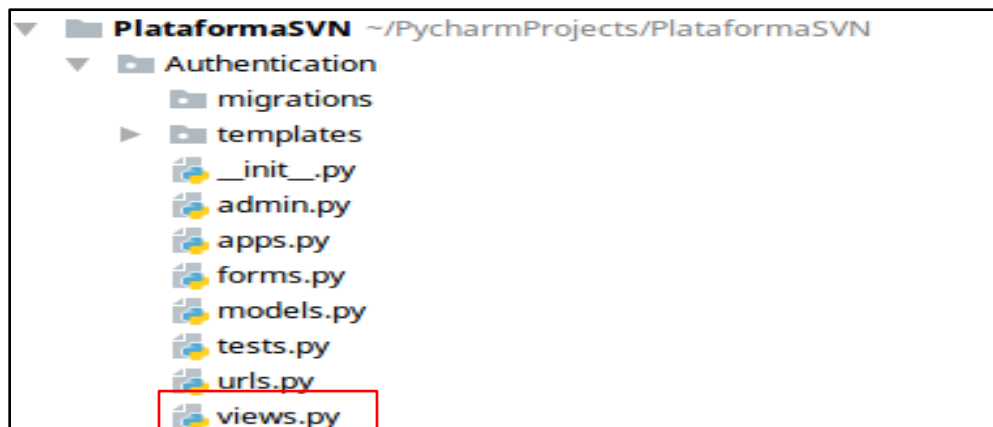 PlataformaSVN ~/PycharmProjects/PlataformaSVN
Authentication
migrations
templates
__init__.py
admin.py
apps.py
forms.py
models.py
tests.py
urls.py
views.py